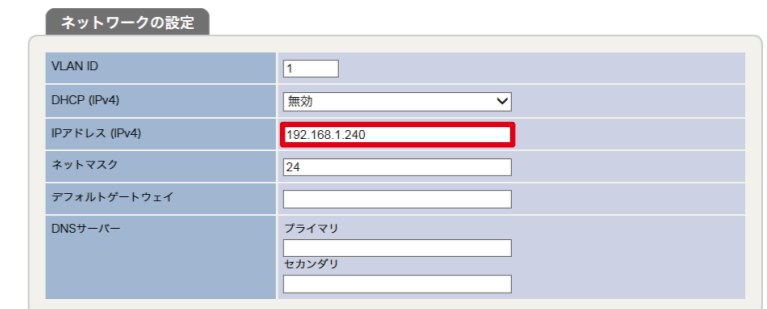 ネットワークの設定
VLAN ID 1
DHCP (IPv4) 無効
IPアドレス (IPv4) 192.168.1.240
ネットマスク 24
デフォルトゲートウェイ
DNSサーバー プライマリ
セカンダリ